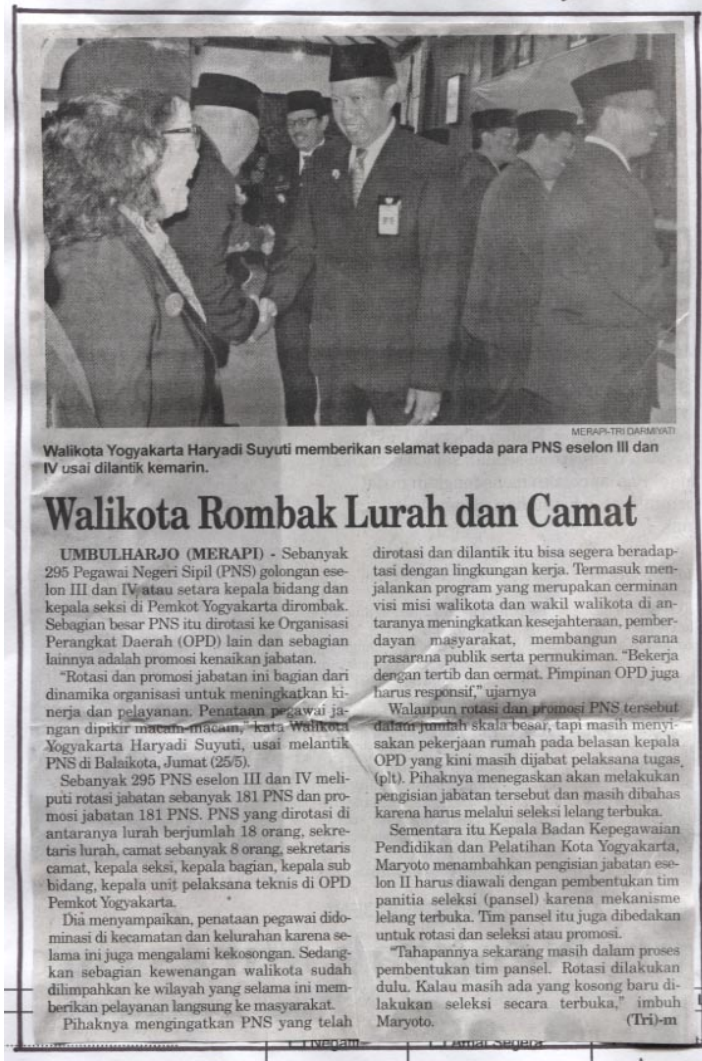 MERAPI-TRI DARMIYATI
Walikota Yogyakarta Haryadi Suyuti memberikan selamat kepada para PNS eselon III dan
IV usai dilantik kemarin.
Walikota Rombak Lurah dan Camat
UMBULHARJO (MERAPI) - Sebanyak
295 Pegawai Negeri Sipil (PNS) golongan ese-
lon III dan IV atau setara kepala bidang dan
kepala seksi di Pemkot Yogyakarta dirombak.
Sebagian besar PNS itu dirotasi ke Organisasi
Perangkat Daerah (OPD) lain dan sebagian
lainnya adalah promosi kenaikan jabatan.
"Rotasi dan promosi jabatan ini bagian dari
dinamika organisasi untuk meningkatkan ki-
nerja dan pelayanan. Penataan pegawai ja-
ngan dipikir macam-macam," kata Walikota
Yogyakarta Haryadi Suyuti, usai melantik
PNS di Balaikota, Jumat (25/5).
Sebanyak 295 PNS eselon III dan IV meli-
puti rotasi jabatan sebanyak 181 PNS dan pro-
mosi jabatan 181 PNS. PNS yang dirotasi di
antaranya lurah berjumlah 18 orang, sekre-
taris lurah, camat sebanyak 8 orang, sekretaris
camat, kepala seksi, kepala bagian, kepala sub
bidang, kepala unit pelaksana teknis di OPD
Pemkot Yogyakarta.
Dia menyampaikan, penataan pegawai dido-
minasi di kecamatan dan kelurahan karena se-
lama ini juga mengalami kekosongan. Sedang-
kan sebagian kewenangan walikota sudah
dilimpahkan ke wilayah yang selama ini mem-
berikan pelayanan langsung ke masyarakat.
Pihaknya mengingatkan PNS yang telah
dirotasi dan dilantik itu bisa segera beradap-
tasi dengan lingkungan kerja. Termasuk men-
jalankan program yang merupakan cerminan
visi misi walikota dan wakil walikota di an-
taranya meningkatkan kesejahteraan, pember-
dayan masyarakat, membangun sarana
prasarana publik serta permukiman. "Bekerja
dengan tertib dan cermat. Pimpinan OPD juga
harus responsif," ujarnya
Walaupun rotasi dan promosi PNS tersebut
dalam jumlah skala besar, tapi masih menyi-
sakan pekerjaan rumah pada belasan kepala
OPD yang kini masih dijabat pelaksana tugas
(plt). Pihaknya menegaskan akan melakukan
pengisian jabatan tersebut dan masih dibahas
karena harus melalui seleksi lelang terbuka.
Sementara itu Kepala Badan Kepegawaian
Pendidikan dan Pelatihan Kota Yogyakarta,
Maryoto menambahkan pengisian jabatan ese-
lon II harus diawali dengan pembentukan tim
panitia seleksi (pansel) karena mekanisme
lelang terbuka. Tim pansel itu juga dibedakan
untuk rotasi dan seleksi atau promosi.
"Tahapannya sekarang masih dalam proses
pembentukan tim pansel. Rotasi dilakukan
dulu. Kalau masih ada yang kosong baru di-
lakukan seleksi secara terbuka," imbuh
Maryoto. (Tri)-m